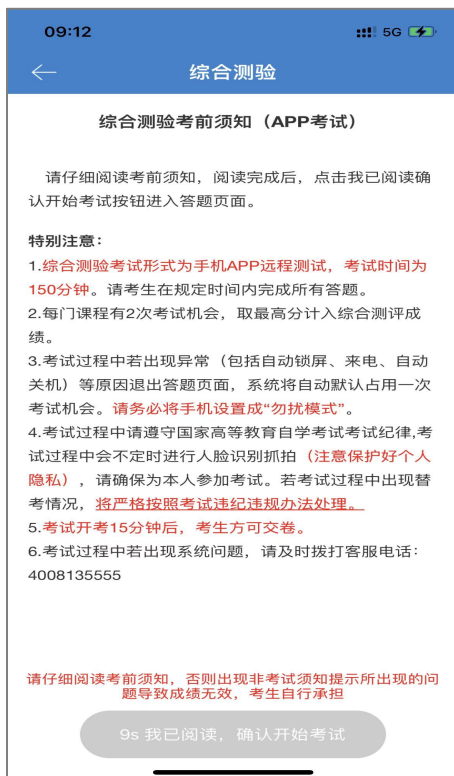 09:12
5G
综合测验
综合测验考前须知（APP考试）
请仔细阅读考前须知，阅读完成后，点击我已阅读确
认开始考试按钮进入答题页面。
特别注意：
1.综合测验考试形式为手机APP远程测试，考试时间为
150分钟。请考生在规定时间内完成所有答题。
2.每门课程有2次考试机会，取最高分计入综合测评成
绩。
3.考试过程中若出现异常（包括自动锁屏、来电、自动
关机）等原因退出答题页面，系统将自动默认占用一次
考试机会。请务必将手机设置成“勿扰模式”。
4.考试过程中请遵守国家高等教育自学考试考试纪律,考
试过程中会不定时进行人脸识别抓拍（注意保护好个人
隐私），请确保为本人参加考试。若考试过程中出现替
考情况，将严格按照考试违纪违规办法处理。
5.考试开考15分钟后，考生方可交卷。
6.考试过程中若出现系统问题，请及时拨打客服电话：
4008135555
请仔细阅读考前须知，否则出现非考试须知提示所出现的问
题导致成绩无效，考生自行承担
9s 我已阅读，确认开始考试